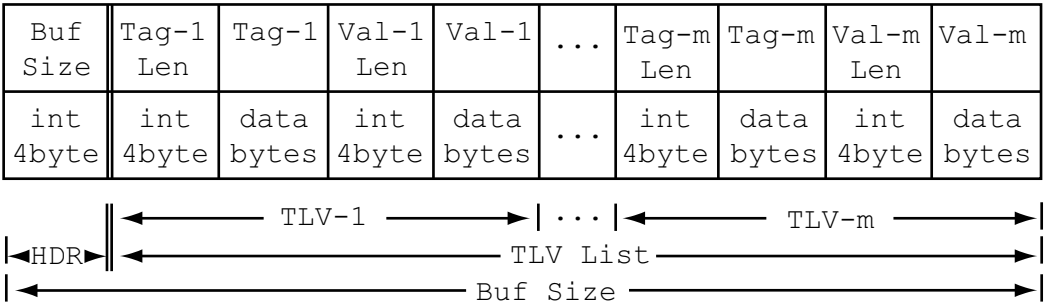 Buf Tag-1 Tag-1 Val-1 Val-1 ... Tag-m Tag-m Val-m Val-m
Size Len Len Len Len
int int data int data ... int data int data
4byte 4byte bytes 4byte bytes 4byte bytes 4byte bytes
TLV-1 ... TLV-m
HDR TLV List
Buf Size